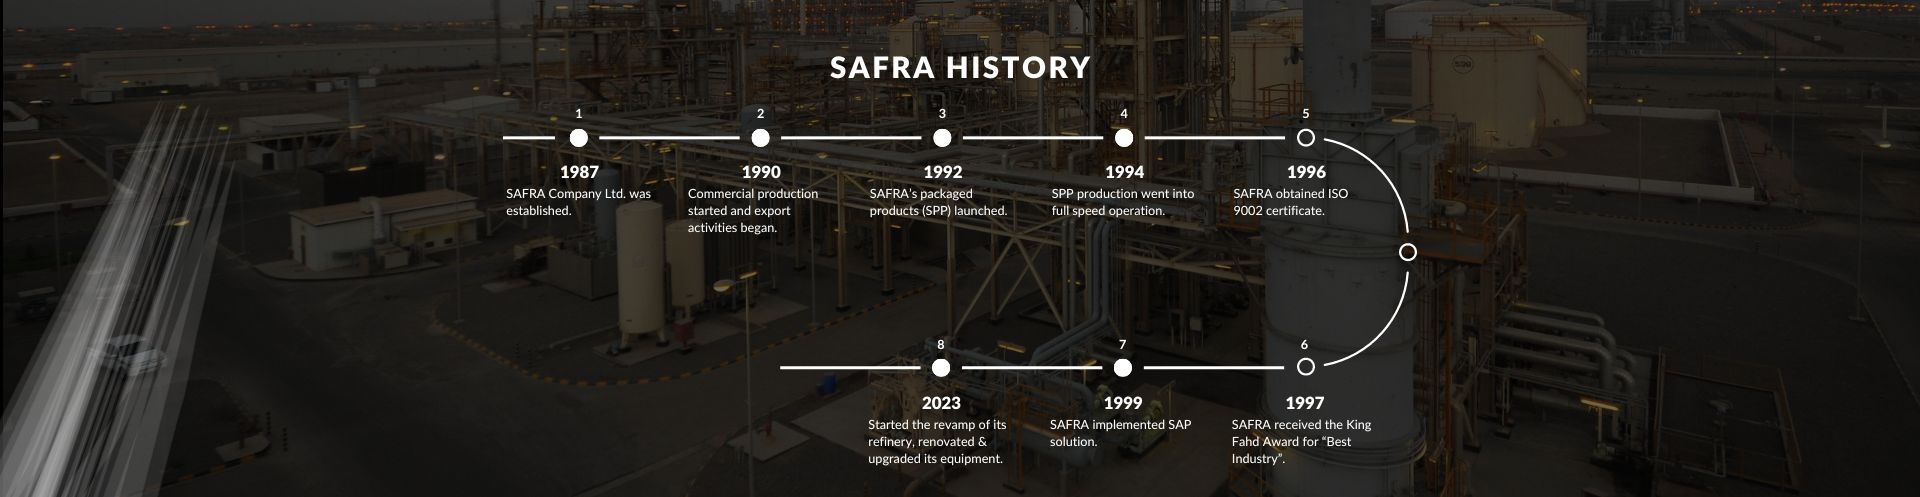 SAFRA HISTORY
1
1987
SAFRA Company Ltd. was
established.
2
1990
Commercial production
started and export
activities began.
3
1992
SAFRA's packaged
products (SPP) launched.
4
1994
SPP production went into
full speed operation.
5
1996
SAFRA obtained ISO
9002 certificate.
6
1997
SAFRA received the King
Fahd Award for “Best
Industry”.
7
1999
SAFRA implemented SAP
solution.
8
2023
Started the revamp of its
refinery, renovated &
upgraded its equipment.